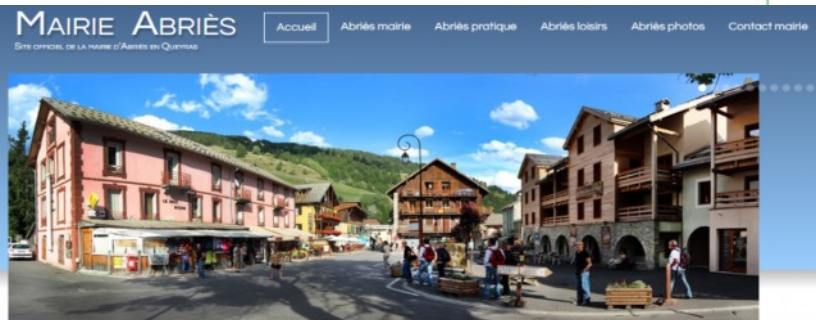 MAIRIE ABRIÈS
SITE OFFICIEL DE LA MAIRIE D'ABRIÈS EN QUEYRAS
Accueil
Abriès mairie
Abriès pratique
Abriès loisirs
Abriès photos
Contact mairie